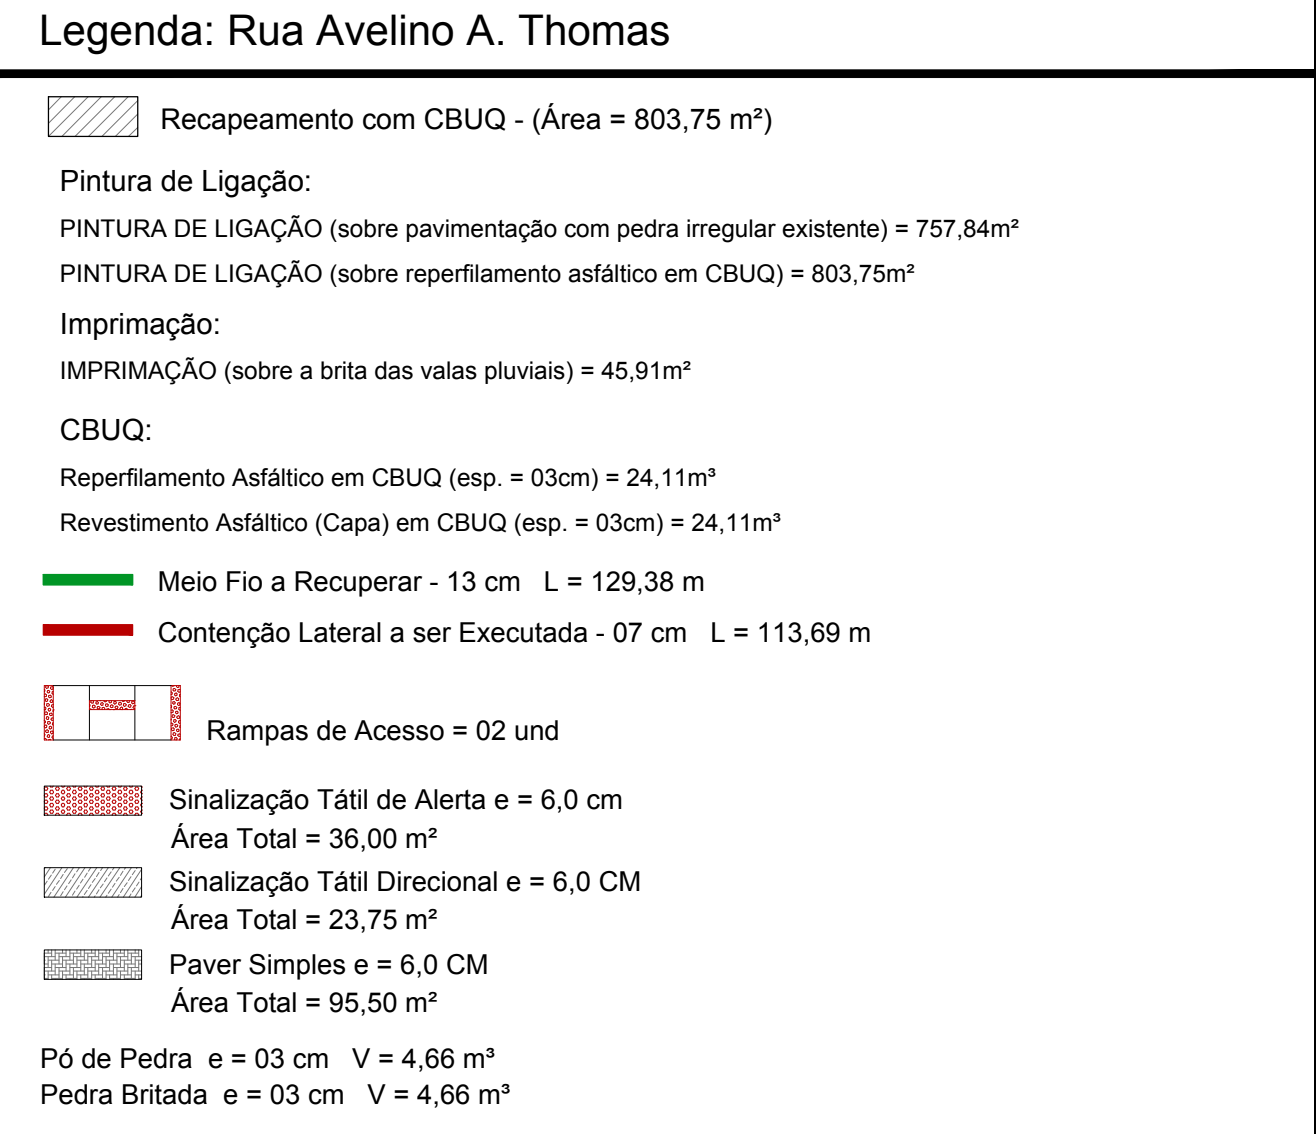 Legenda: Rua Avelino A. Thomas
Recapeamento com CBUQ - (Área = 803,75 m²)
Pintura de Ligação:
PINTURA DE LIGAÇÃO (sobre pavimentação com pedra irregular existente) = 757,84m²
PINTURA DE LIGAÇÃO (sobre reperfilamento asfáltico em CBUQ) = 803,75m²
Imprimação:
IMPRIMAÇÃO (sobre a brita das valas pluviais) = 45,91m²
CBUQ:
Reperfilamento Asfáltico em CBUQ (esp. = 03cm) = 24,11m³
Revestimento Asfáltico (Capa) em CBUQ (esp. = 03cm) = 24,11m³
Meio Fio a Recuperar - 13 cm L = 129,38 m
Contenção Lateral a ser Executada - 07 cm L = 113,69 m
Rampas de Acesso = 02 und
Sinalização Tátil de Alerta e = 6,0 cm
Área Total = 36,00 m²
Sinalização Tátil Direcional e = 6,0 CM
Área Total = 23,75 m²
Paver Simples e = 6,0 CM
Área Total = 95,50 m²
Pó de Pedra e = 03 cm V = 4,66 m³
Pedra Britada e = 03 cm V = 4,66 m³